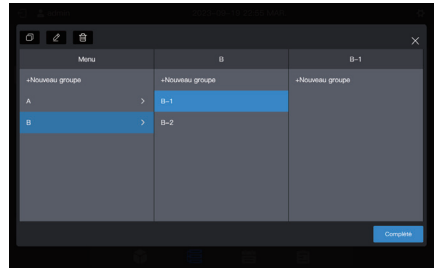 Menu B B-1
+Nouveau groupe +Nouveau groupe +Nouveau groupe
A > B-1
B > B-2
Complété